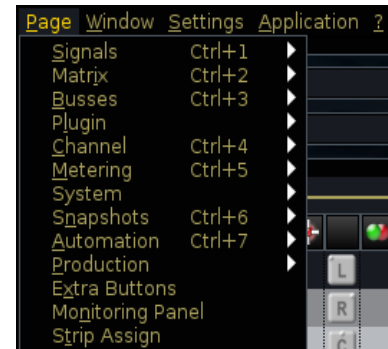 Page Window Settings Application ?
Signals Ctrl+1
Matrix Ctrl+2
Busses Ctrl+3
Plugin
Channel Ctrl+4
Metering Ctrl+5
System
Snapshots Ctrl+6
Automation Ctrl+7
Production
Extra Buttons
Monitoring Panel
Strip Assign
L
R
C